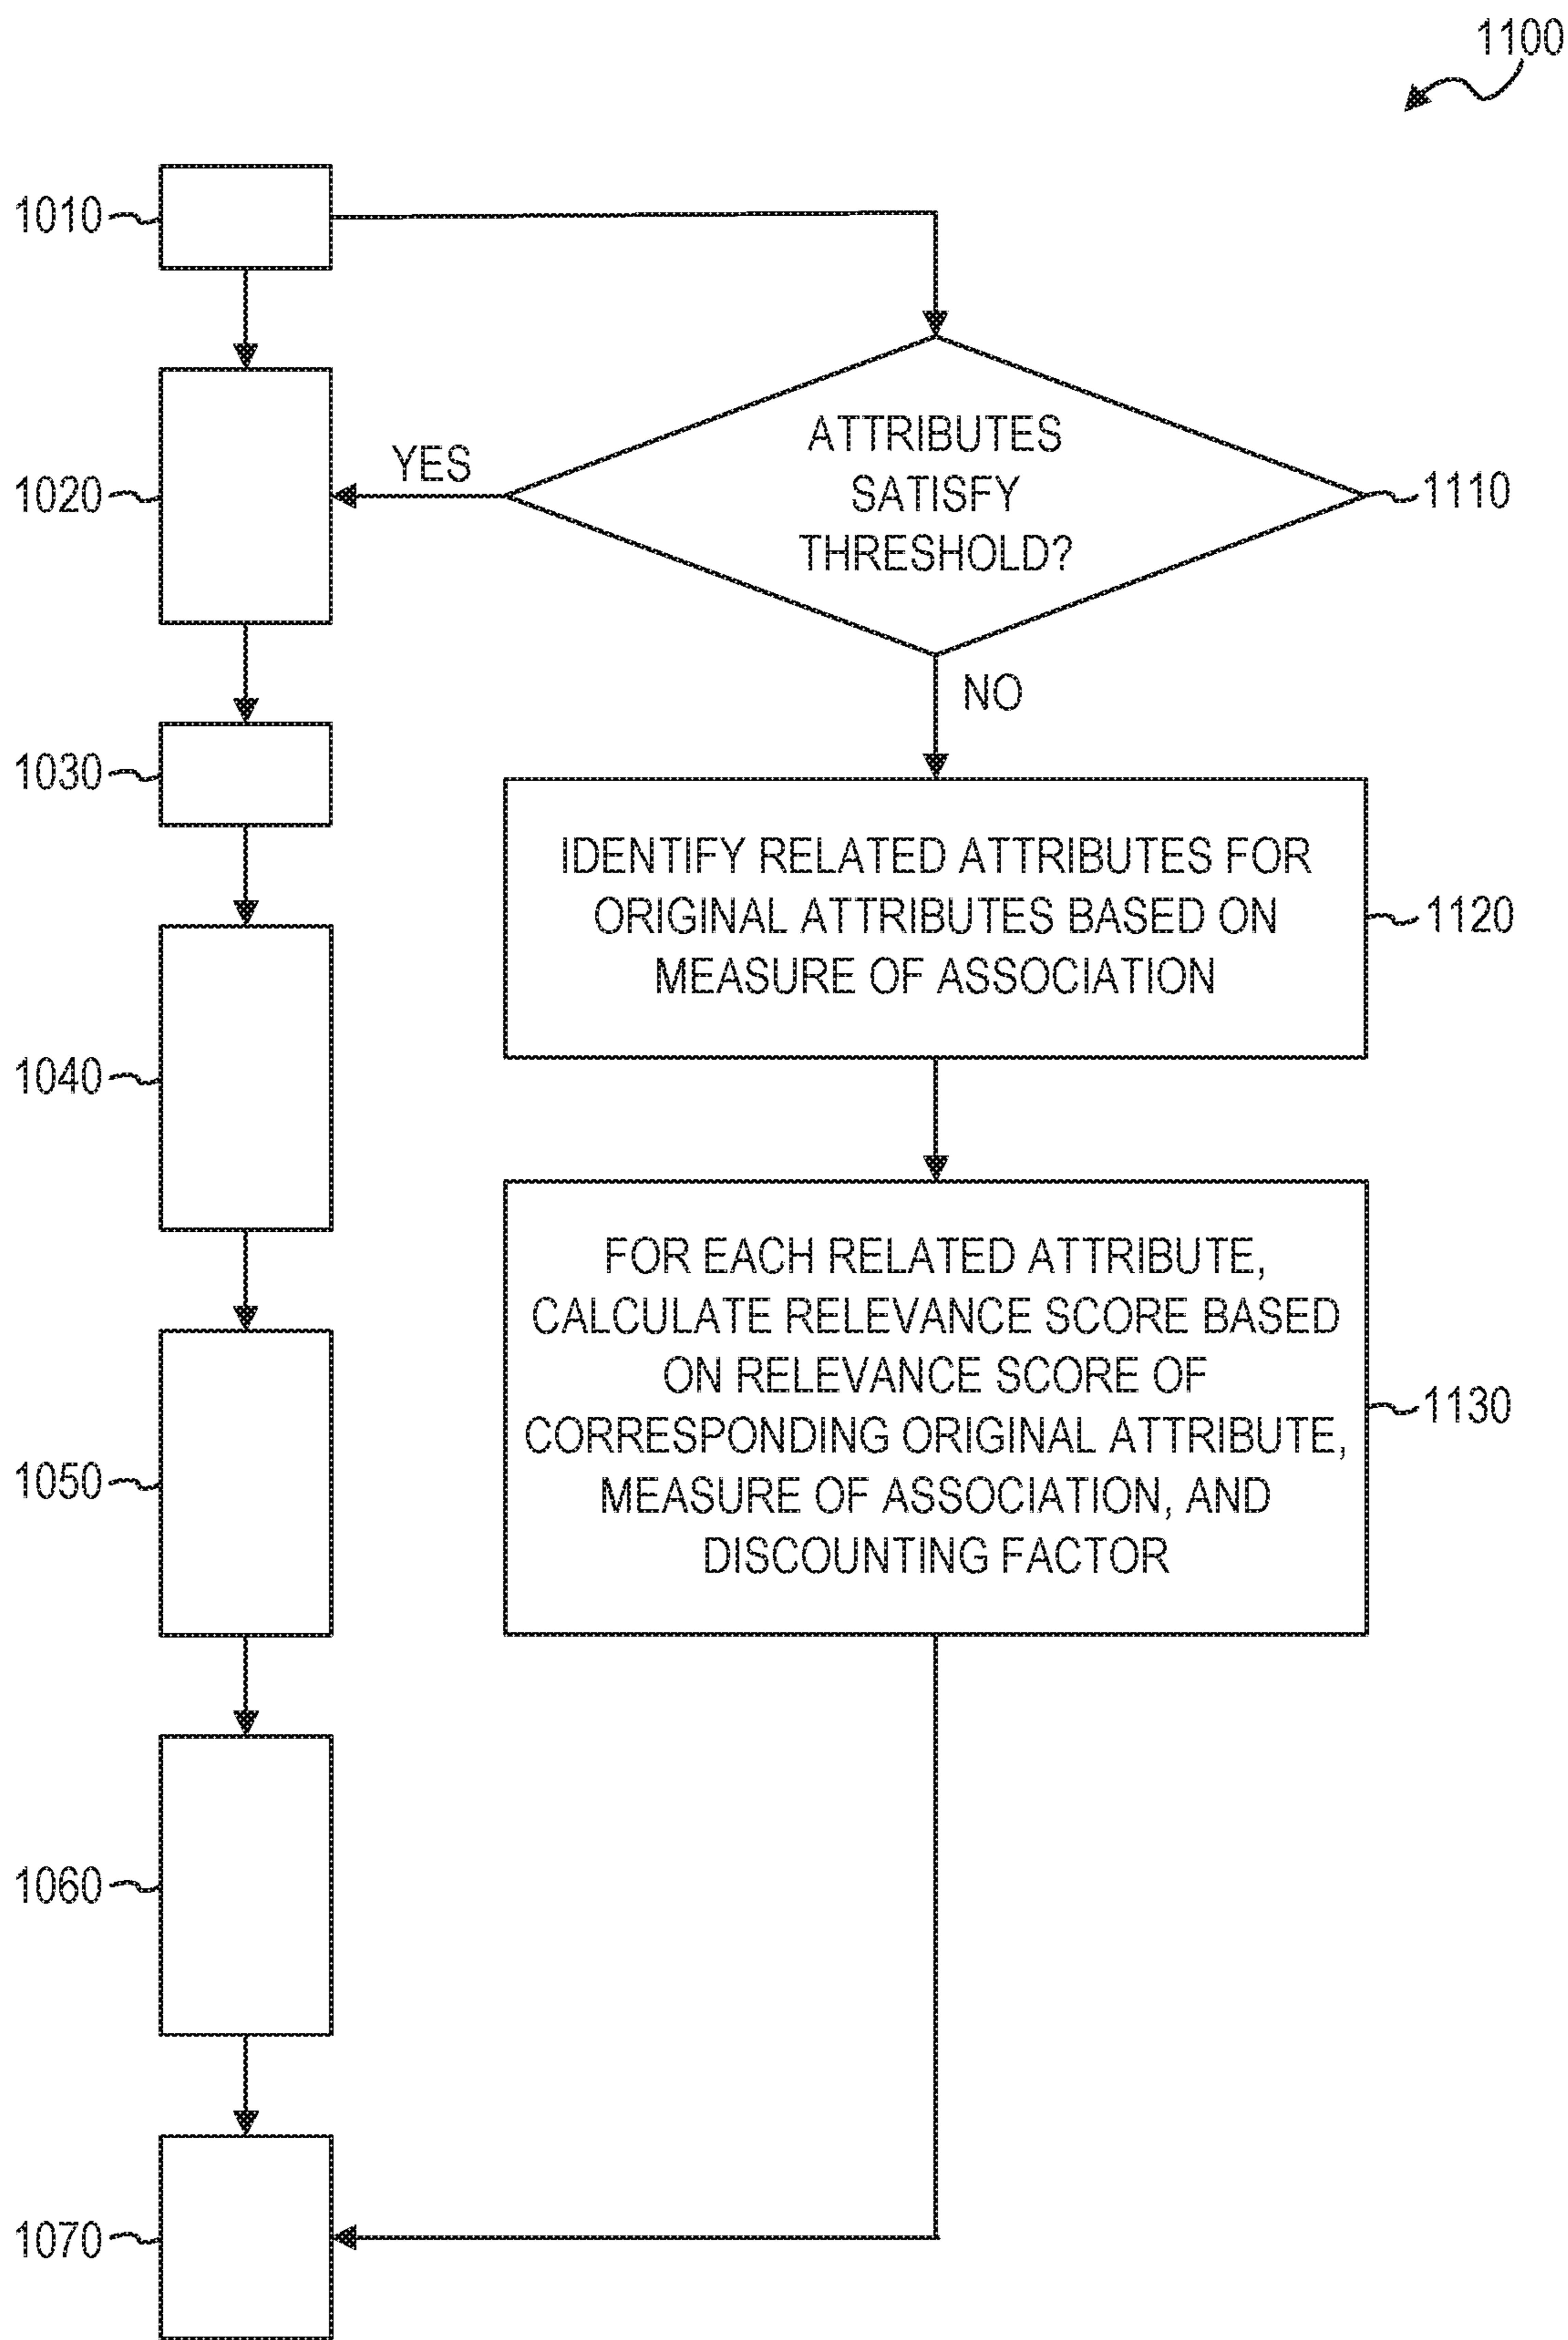 1100
1010
ATTRIBUTES
SATISFY
THRESHOLD?
YES
1020
1110
NO
1030
IDENTIFY RELATED ATTRIBUTES FOR
ORIGINAL ATTRIBUTES BASED ON
MEASURE OF ASSOCIATION
1120
1040
FOR EACH RELATED ATTRIBUTE,
CALCULATE RELEVANCE SCORE BASED
ON RELEVANCE SCORE OF
CORRESPONDING ORIGINAL ATTRIBUTE,
MEASURE OF ASSOCIATION, AND
DISCOUNTING FACTOR
1130
1050
1060
1070